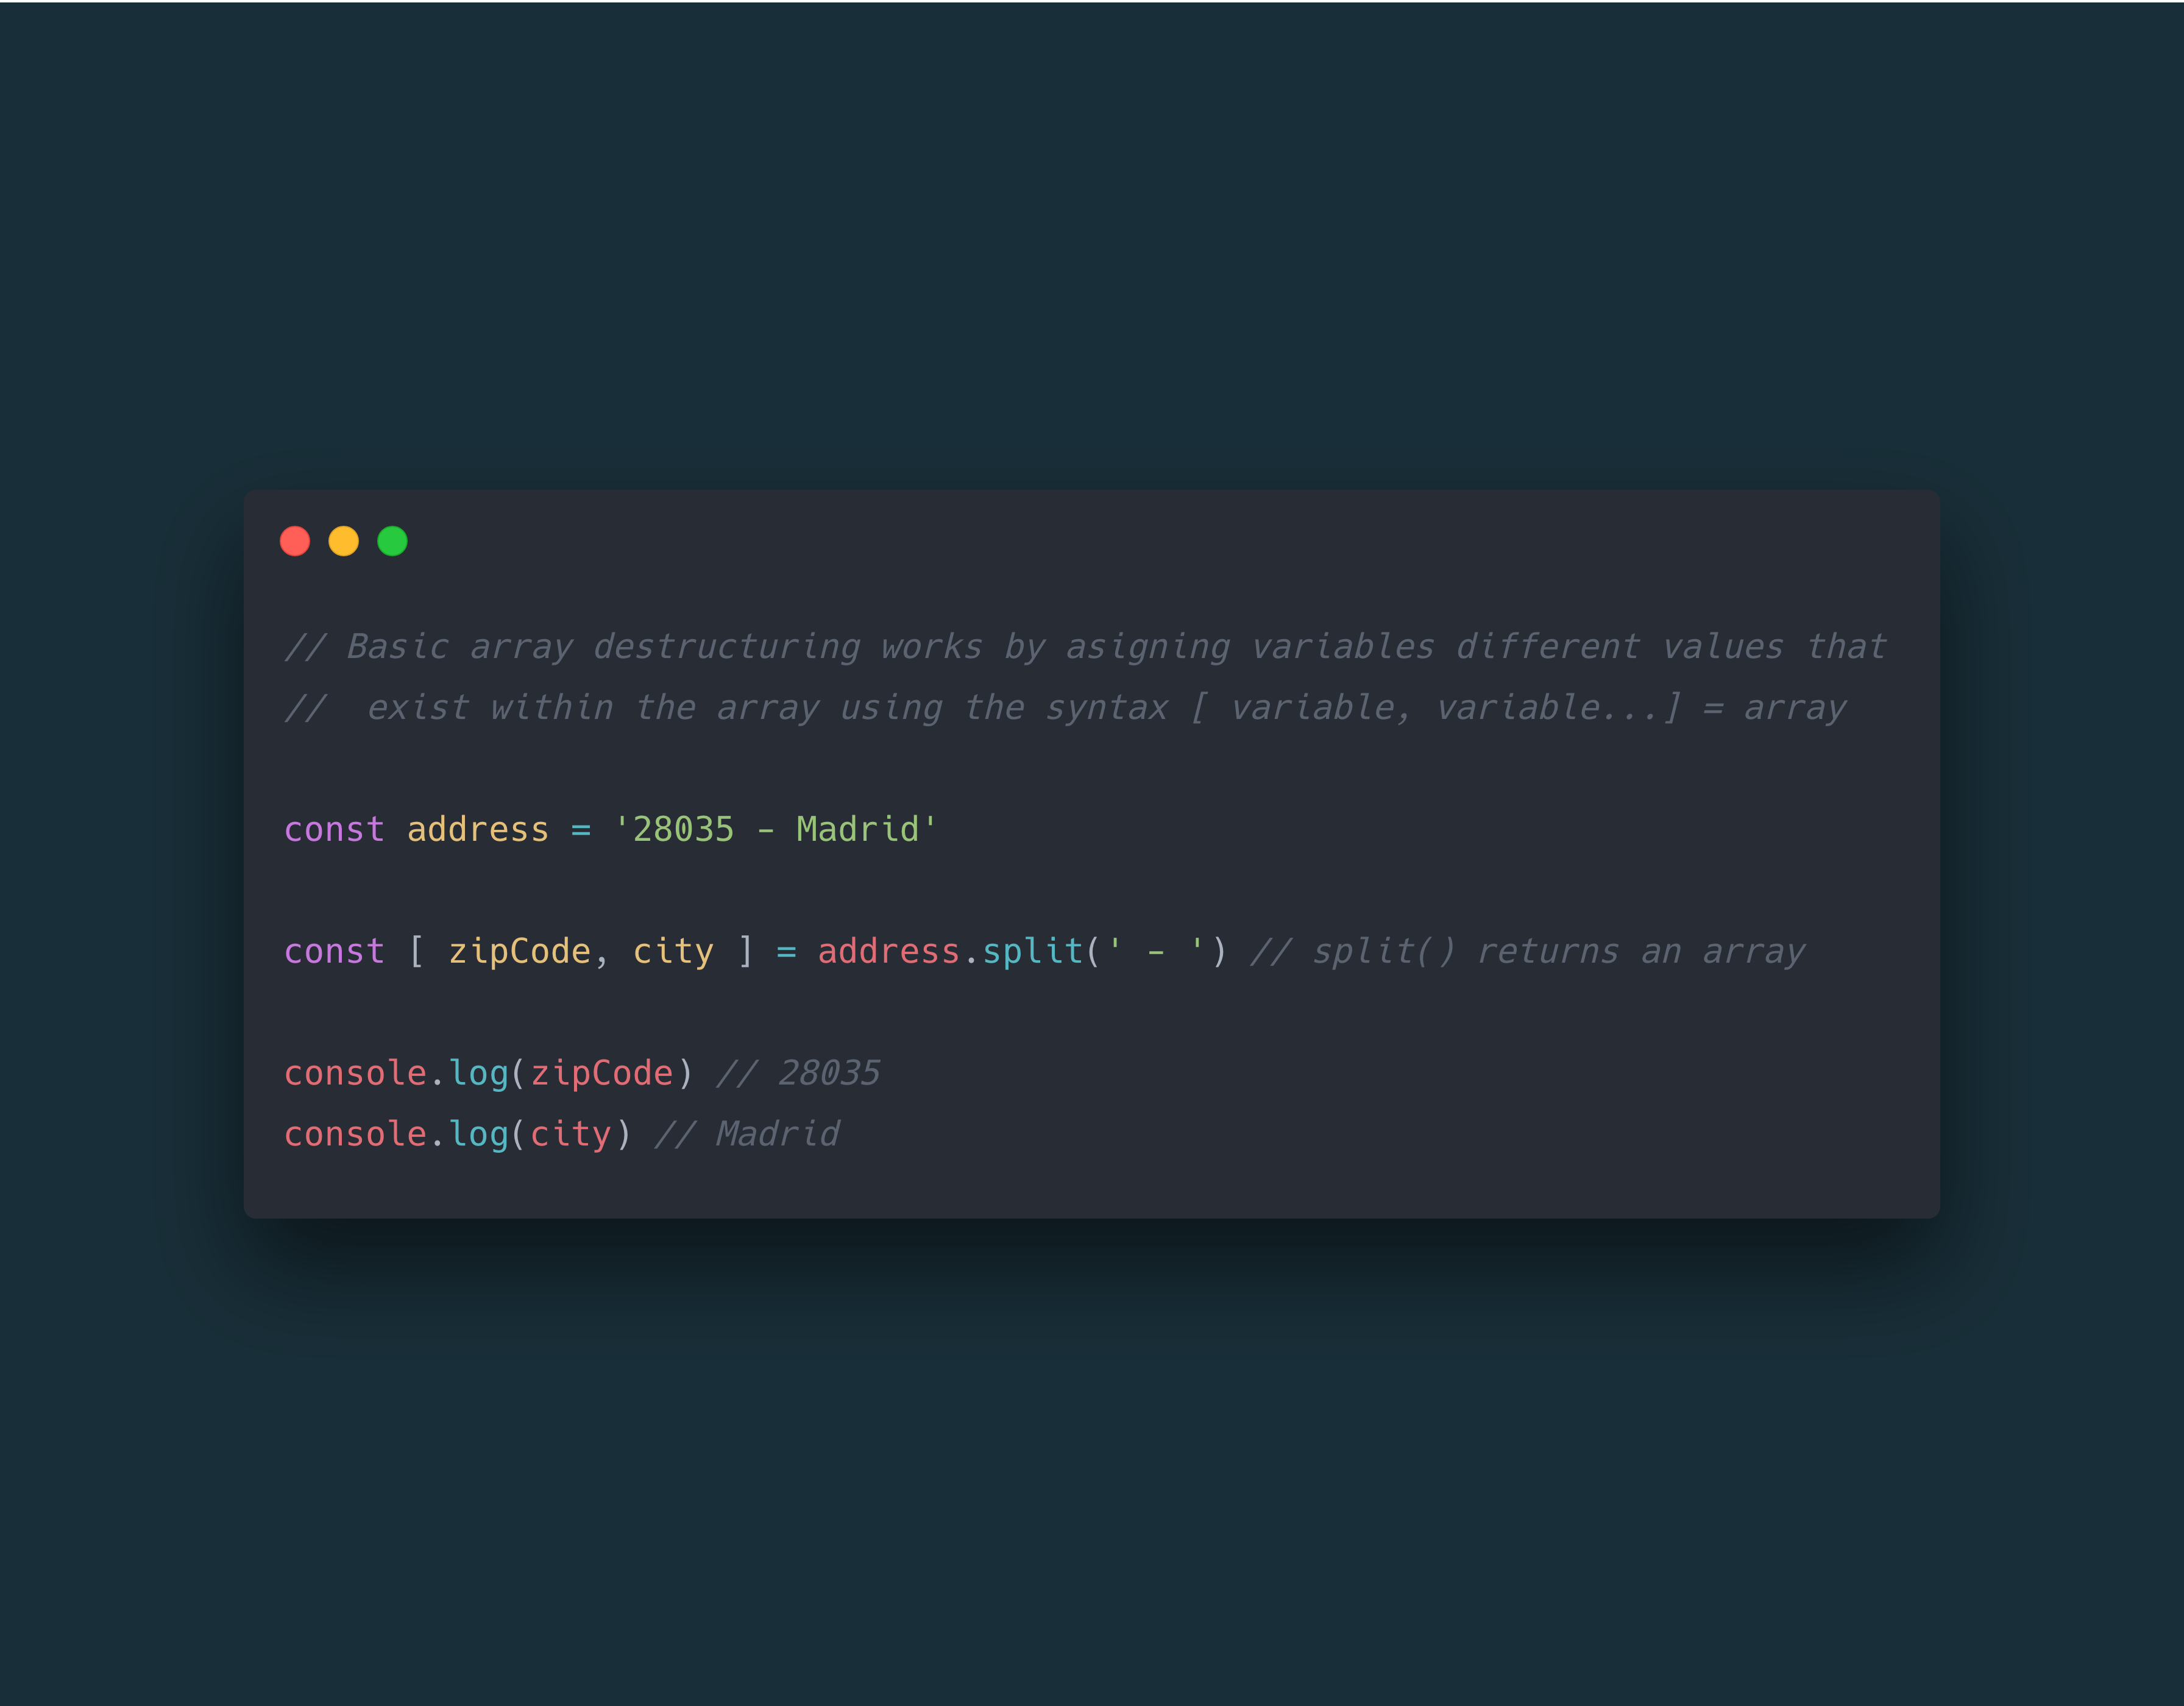 // Basic array destructuring works by asigning variables different values that
//  exist within the array using the syntax [ variable, variable...] = array
const address = '28035 - Madrid'
const [ zipCode, city ] = address.split(' - ') // split() returns an array
console.log(zipCode) // 28035
console.log(city) // Madrid